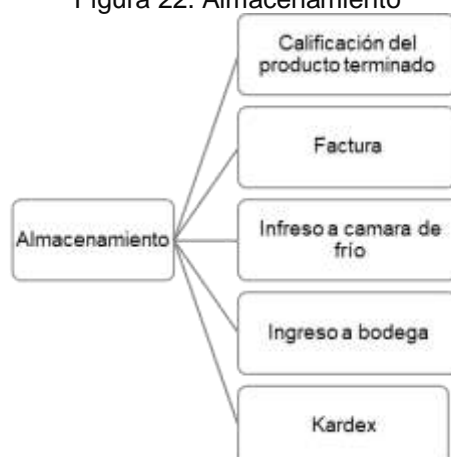 Figura 22. Almacenamiento
Calificación del
producto terminado
Factura
Almacenamiento
Infreso a camara de
frío
Ingreso a bodega
Kardex